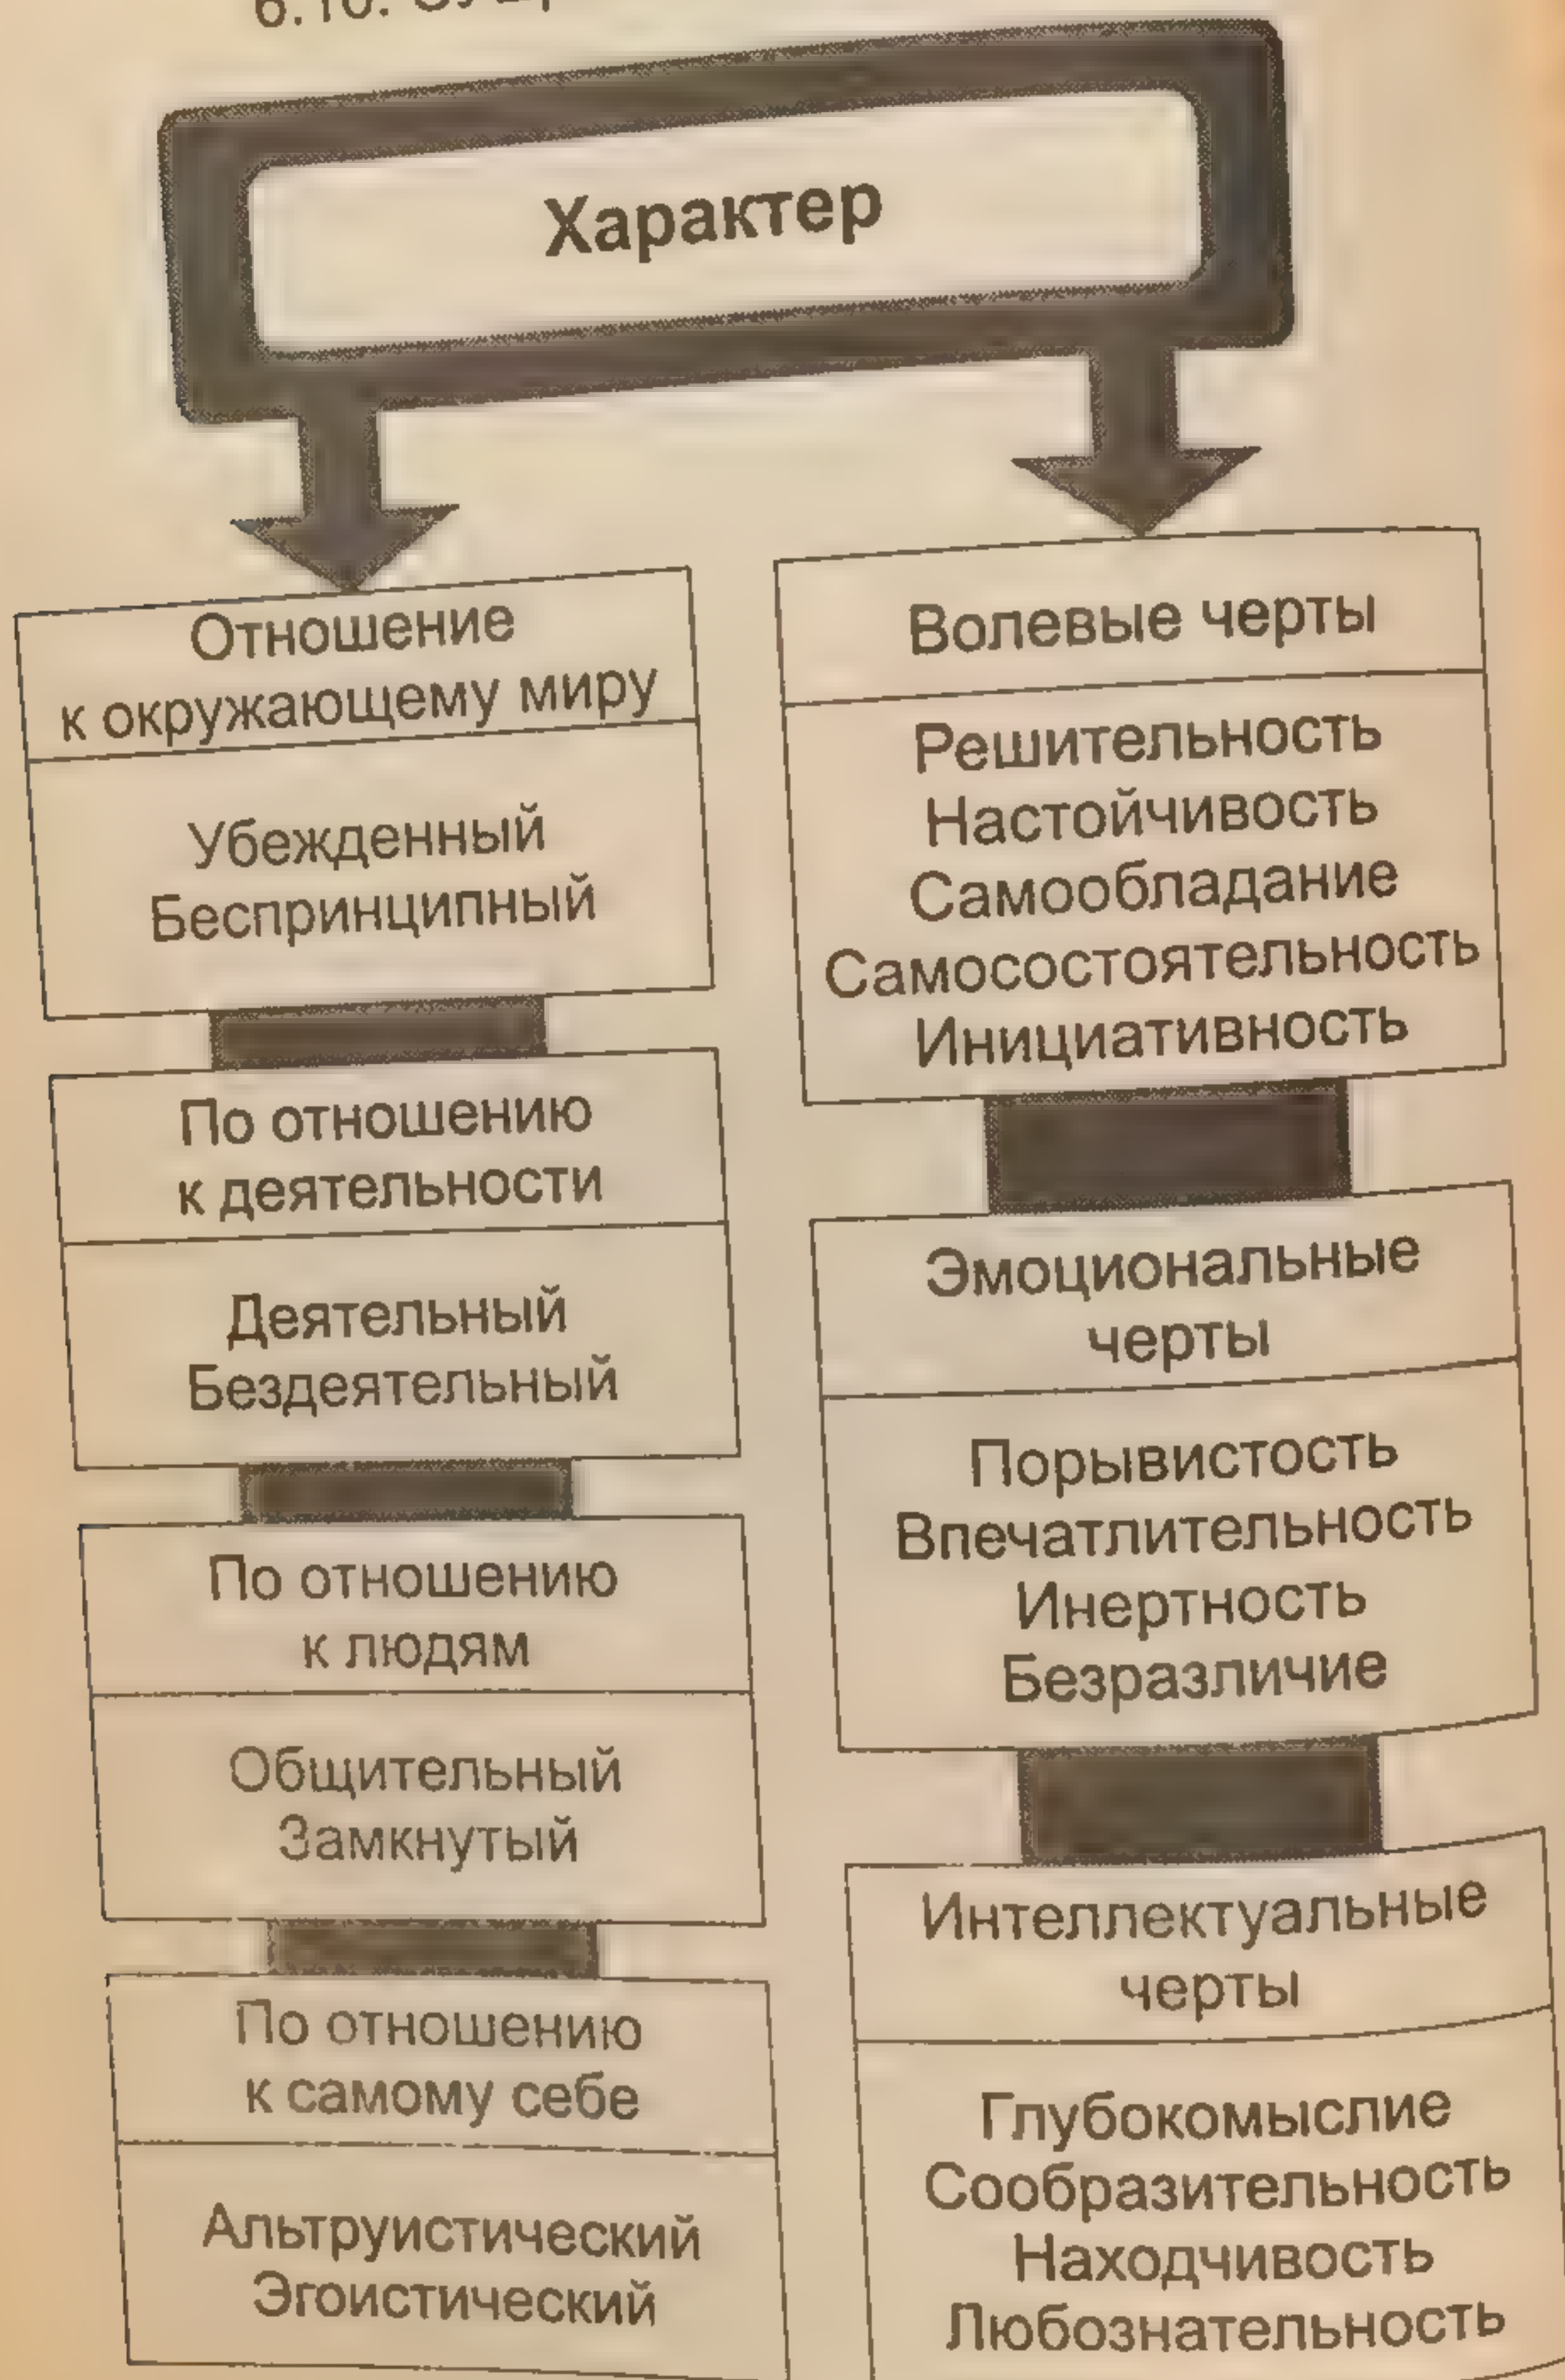 6.10.
Характер
Отношение
к окружающему миру
Убежденный
Беспринципный
По отношению
к деятельности
Деятельный
Бездеятельный
По отношению
к людям
Общительный
Замкнутый
По отношению
к самому себе
Альтруистический
Эгоистический
Волевые черты
Решительность
Настойчивость
Самообладание
Самосостоятельность
Инициативность
Эмоциональные
черты
Порывистость
Впечатлительность
Инертность
Безразличие
Интеллектуальные
черты
Глубокомыслие
Сообразительность
Находчивость
Любознательность